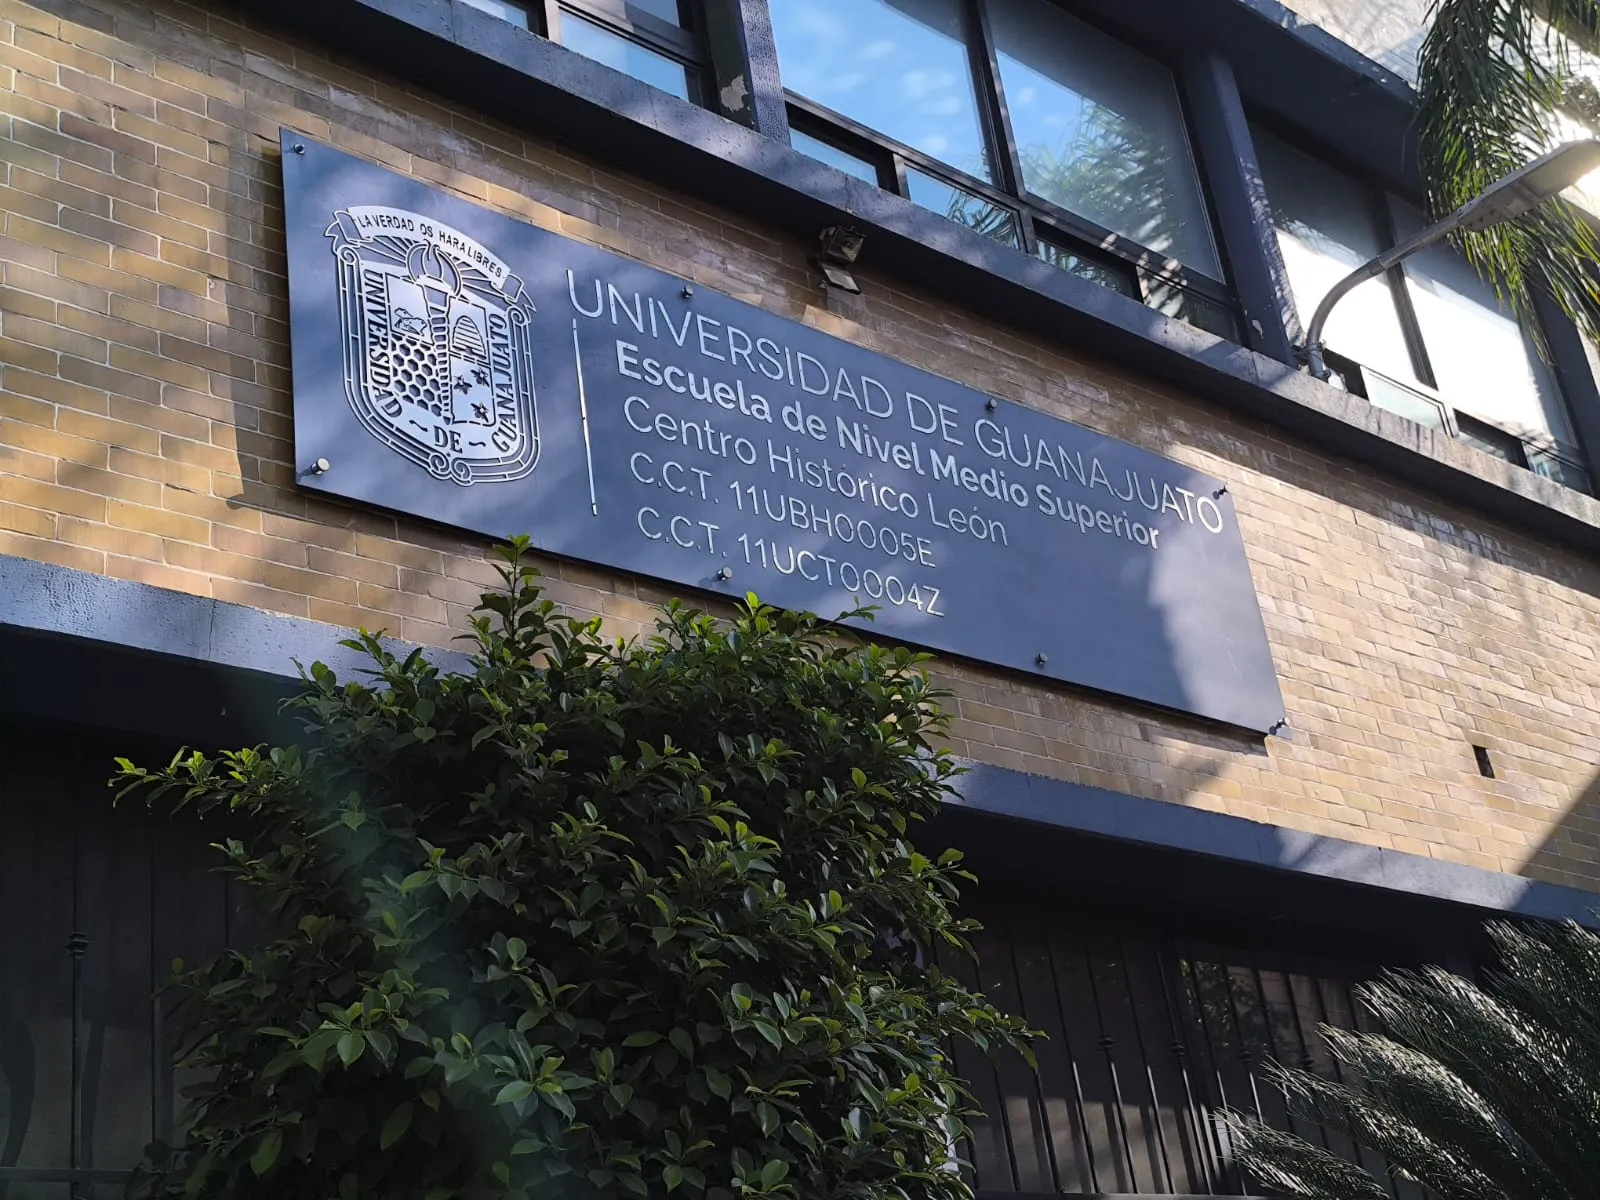 LA VERDAD OS HARA LIBRES
UNIVERSIDAD DE GUANAJUATO
UNIVERSIDAD DE GUANAJUATO
Escuela de Nivel Medio Superior
Centro Histórico León
C.C.T. 11UBH0005E
C.C.T. 11UCT0004Z